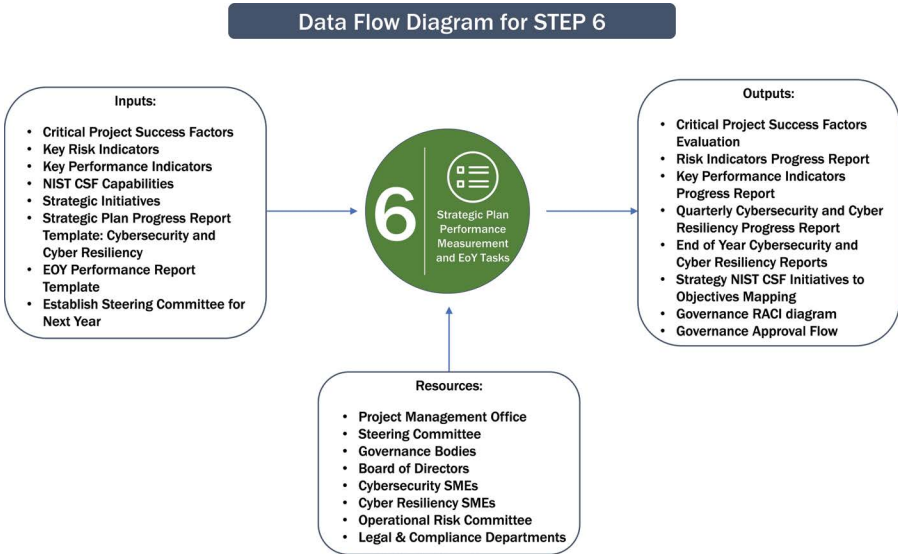 Data Flow Diagram for STEP 6
Inputs:
• Critical Project Success Factors
• Key Risk Indicators
• Key Performance Indicators
• NIST CSF Capabilities
• Strategic Initiatives
• Strategic Plan Progress Report
Template: Cybersecurity and
Cyber Resiliency
• EOY Performance Report
Template
• Establish Steering Committee for
Next Year
6
Strategic Plan
Performance
Measurement
and EoY Tasks
Outputs:
• Critical Project Success Factors
Evaluation
• Risk Indicators Progress Report
• Key Performance Indicators
Progress Report
• Quarterly Cybersecurity and Cyber
Resiliency Progress Report
• End of Year Cybersecurity and
Cyber Resiliency Reports
• Strategy NIST CSF Initiatives to
Objectives Mapping
• Governance RACI diagram
• Governance Approval Flow
Resources:
• Project Management Office
• Steering Committee
• Governance Bodies
• Board of Directors
• Cybersecurity SMEs
• Cyber Resiliency SMEs
• Operational Risk Committee
• Legal & Compliance Departments